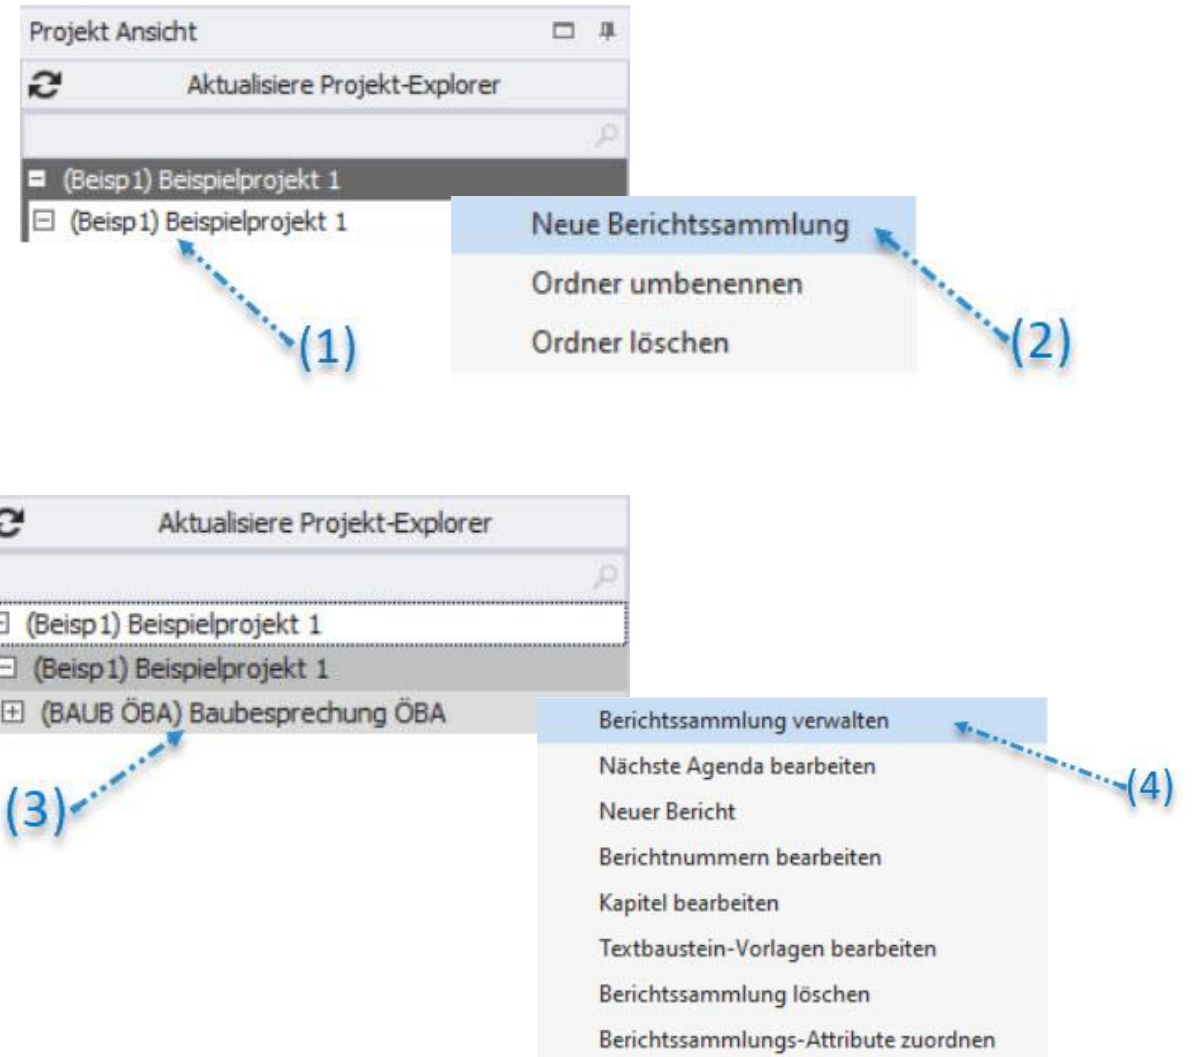 Projekt Ansicht
Aktualisiere Projekt-Explorer
(Beisp1) Beispielprojekt 1
(Beisp1) Beispielprojekt 1
(1)
Neue Berichtssammlung
Ordner umbenennen
Ordner löschen
(2)
Aktualisiere Projekt-Explorer
(Beisp1) Beispielprojekt 1
(Beisp1) Beispielprojekt 1
(BAUB ÖBA) Baubesprechung ÖBA
(3)
Berichtssammlung verwalten
Nächste Agenda bearbeiten
Neuer Bericht
Berichtnummern bearbeiten
Kapitel bearbeiten
Textbaustein-Vorlagen bearbeiten
Berichtssammlung löschen
Berichtssammlungs-Attribute zuordnen
(4)